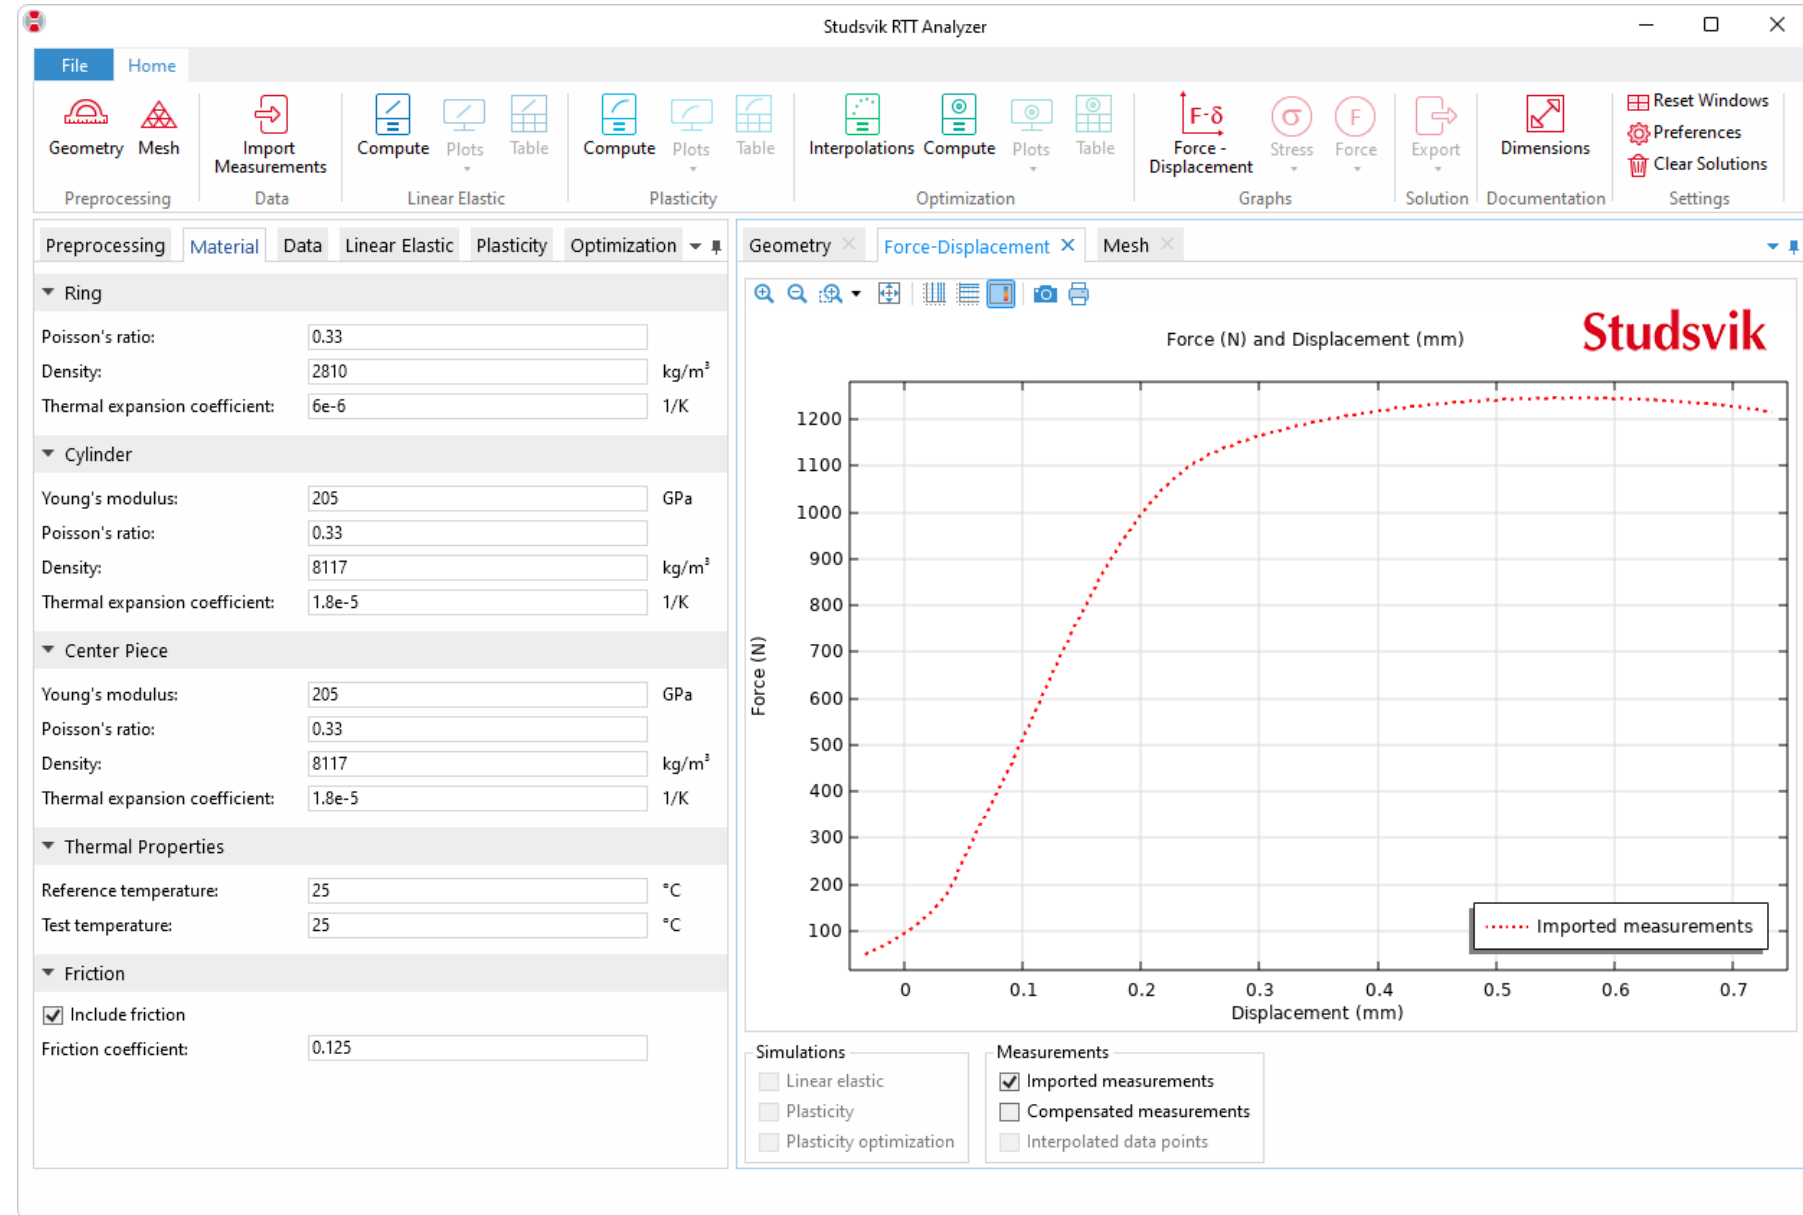 Studsvik RTT Analyzer
File Home
Geometry Mesh
Preprocessing
Import Measurements
Data
Compute Plots Table
Linear Elastic
Compute Plots Table
Plasticity
Interpolations Compute Plots Table
Optimization
F-δ σ F
Force - Displacement Stress Force
Graphs
Export
Solution
Dimensions
Documentation
Reset Windows
Preferences
Clear Solutions
Settings
Preprocessing Material Data Linear Elastic Plasticity Optimization
Ring
Poisson's ratio: 0.33
Density: 2810 kg/m³
Thermal expansion coefficient: 6e-6 1/K
Cylinder
Young's modulus: 205 GPa
Poisson's ratio: 0.33
Density: 8117 kg/m³
Thermal expansion coefficient: 1.8e-5 1/K
Center Piece
Young's modulus: 205 GPa
Poisson's ratio: 0.33
Density: 8117 kg/m³
Thermal expansion coefficient: 1.8e-5 1/K
Thermal Properties
Reference temperature: 25 °C
Test temperature: 25 °C
Friction
Include friction
Friction coefficient: 0.125
Geometry Force-Displacement Mesh
Force (N) and Displacement (mm)
Studsvik
1200
1100
1000
900
800
700
600
500
400
300
200
100
Force (N)
Imported measurements
0 0.1 0.2 0.3 0.4 0.5 0.6 0.7
Displacement (mm)
Simulations
Linear elastic
Plasticity
Plasticity optimization
Measurements
Imported measurements
Compensated measurements
Interpolated data points